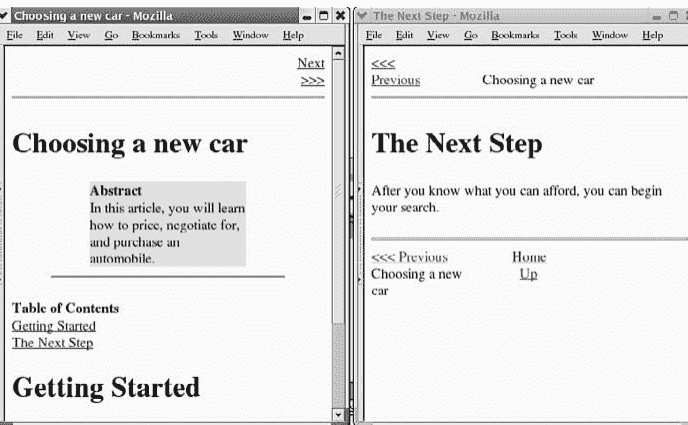 Choosing a new car - Mozilla
File Edit View Go Bookmarks Tools Window Help
Next
>>>
Choosing a new car
Abstract
In this article, you will learn
how to price, negotiate for,
and purchase an
automobile.
Table of Contents
Getting Started
The Next Step
Getting Started
The Next Step - Mozilla
File Edit View Go Bookmarks Tools Window Help
<<<
Previous Choosing a new car
The Next Step
After you know what you can afford, you can begin
your search.
<<< Previous Home
Choosing a new Up
car